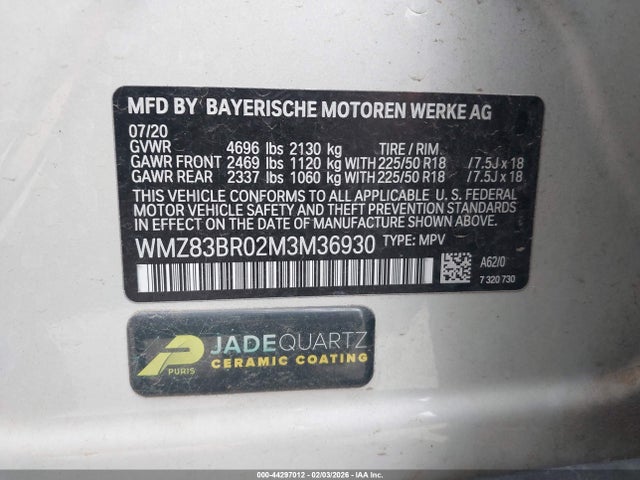 MFD BY BAYERISCHE MOTOREN WERKE AG
07/20
GVWR 4696 lbs 2130 kg TIRE / RIM.
GAWR FRONT 2469 lbs 1120 kg WITH 225/50 R18 /7.5J x 18
GAWR REAR 2337 lbs 1060 kg WITH 225/50 R18 /7.5J x 18
THIS VEHICLE CONFORMS TO ALL APPLICABLE U. S. FEDERAL
MOTOR VEHICLE SAFETY AND THEFT PREVENTION STANDARDS
IN EFFECT ON THE DATE OF MANUFACTURE SHOWN ABOVE.
WMZ83BR02M3M36930 TYPE: MPV
A62/0
7 320 730
JADEQUARTZ
CERAMIC COATING
PURIS
000-44297012 - 02/03/2026 - IAAI.com